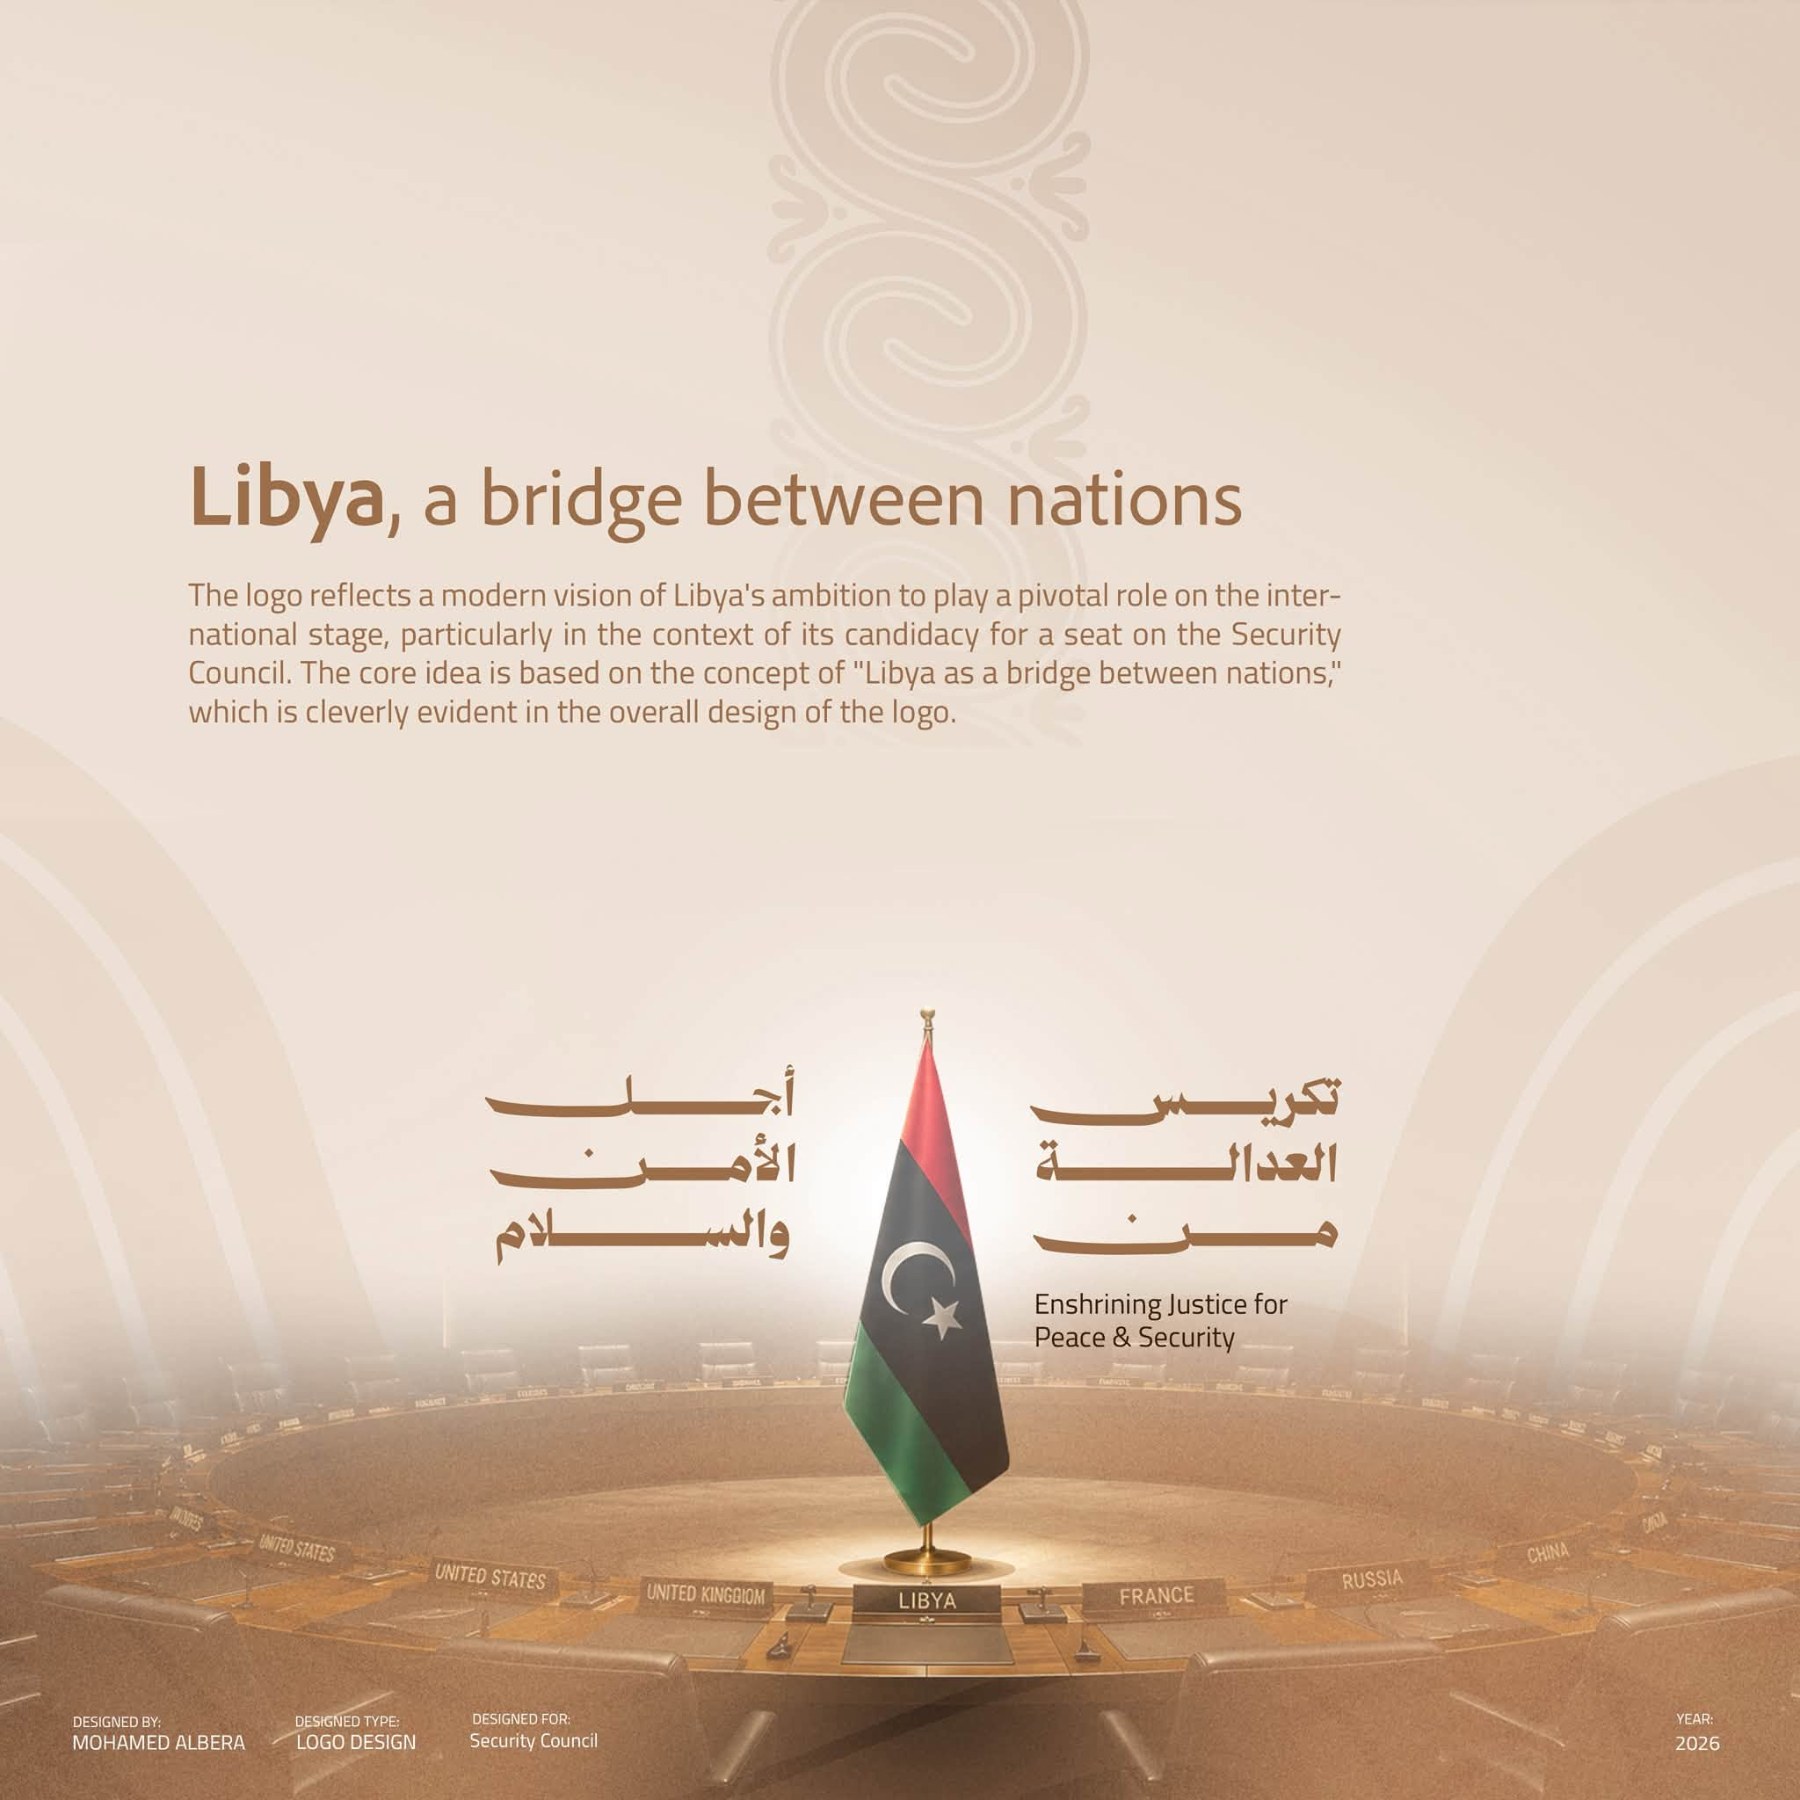 Libya, a bridge between nations
The logo reflects a modern vision of Libya's ambition to play a pivotal role on the inter-
national stage, particularly in the context of its candidacy for a seat on the Security
Council. The core idea is based on the concept of "Libya as a bridge between nations,"
which is cleverly evident in the overall design of the logo.
تكريس
العدالة
من
أجل
الأمن
والسلام
Enshrining Justice for
Peace & Security
UNITED STATES
UNITED STATES
UNITED KINGDIOM
LIBYA
FRANCE
RUSSIA
CHINA
DESIGNED BY:
MOHAMED ALBERA
DESIGNED TYPE:
LOGO DESIGN
DESIGNED FOR:
Security Council
YEAR:
2026